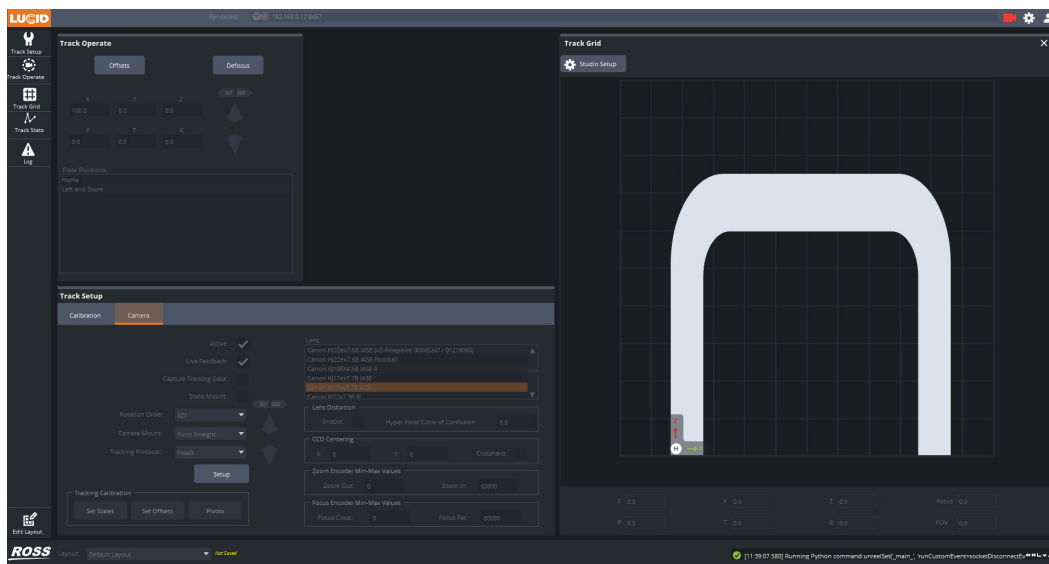 LUCID
Renderers: 192.168.0.12:8457
Track Setup
Track Operate
Track Grid
Track Stats
Log
Edit Layout
Track Operate
Offsets
Defocus
X Y Z
100.0 0.0 0.0
P T R
0.0 0.0 0.0
Floor Positions:
Home
Left and Zoom
Track Setup
Calibration
Camera
Active:
Live Feedback:
Capture Tracking Data:
Static Mount:
Rotation Order: XZY
Camera Mount: Furio Straight
Tracking Protocol: FreeD
Setup
Tracking Calibration
Set Scales
Set Offsets
Pivots
Lens:
Canon HJ22ex7.6B IASE Football
Canon KJ17ex7.7B IASE
Canon KJ17ex7.7B IASE
Lens Distortion
Enable: Hyper Focal Circle of Confusion: 5.0
CCD Centering
X: 0 Y: 0 Crosshairs:
Zoom Encoder Min-Max Values
Zoom Out: 0 Zoom In: 60000
Focus Encoder Min-Max Values
Focus Close: 0 Focus Far: 60000
Track Grid
Studio Setup
Z
H
X 0.0 Y 0.0 Z 0.0 Focus 0.0
P 0.0 T 0.0 R 0.0 FOV 0.0
ROSS
Layout: Default Layout
Not Saved
[11:39:07.580] Running Python command:unreelSet('_main_', 'runCustomEvent=socketDisconnectEv